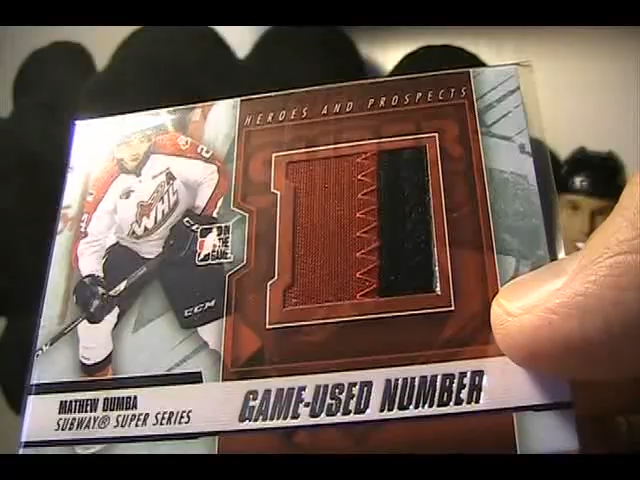 HEROES AND PROSPECTS
WHL
IN
THE
GAME
CCM
MATHEW DUMBA
SUBWAY® SUPER SERIES
GAME-USED NUMBER